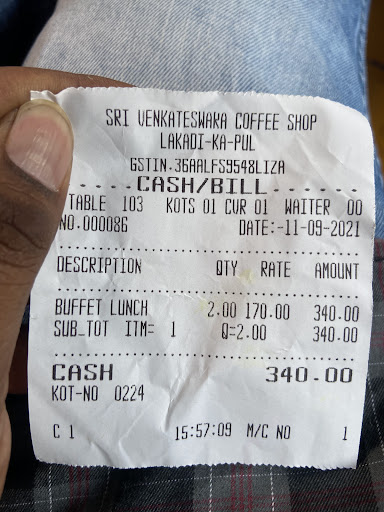 SRI VENKATESWARA COFFEE SHOP
LAKADI-KA-PUL
GSTIN.36AALFS9548L1ZA
-----CASH/BILL------
TABLE 103 KOTS 01 CVR 01 WAITER 00
NO.000086 DATE:-11-09-2021
DESCRIPTION QTY RATE AMOUNT
BUFFET LUNCH 2.00 170.00 340.00
SUB_TOT ITM= 1 Q=2.00 340.00
CASH 340.00
KOT-NO 0224
C 1 15:57:09 M/C NO 1